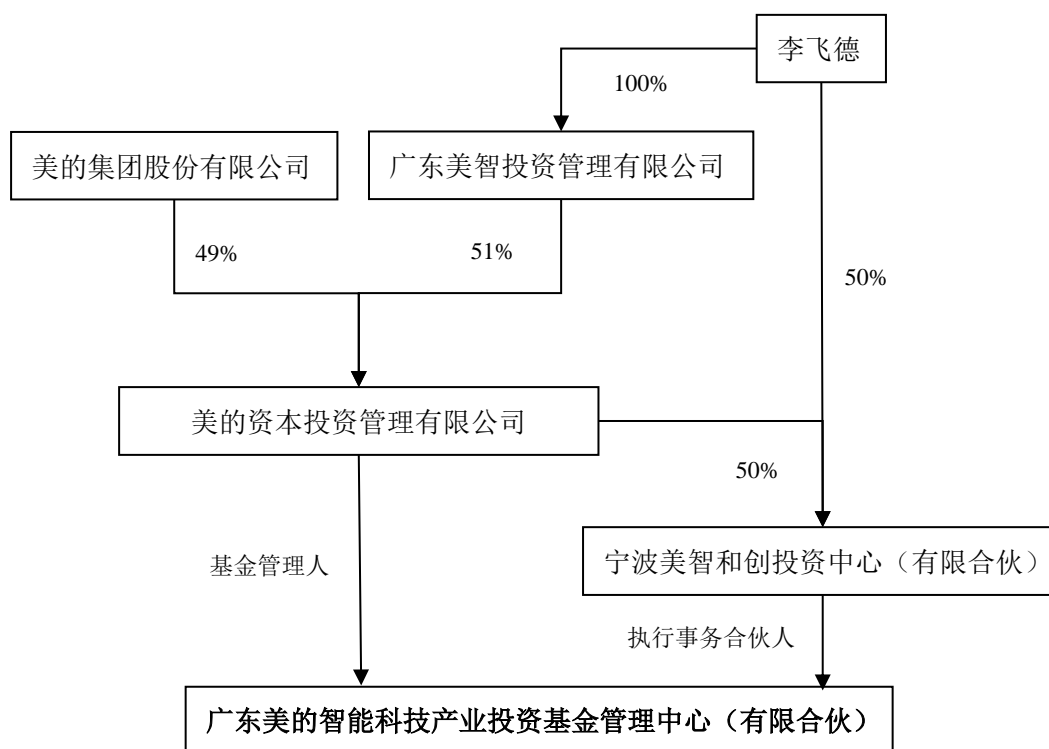 李飞德
100%
美的集团股份有限公司
广东美智投资管理有限公司
49%
51%
50%
美的资本投资管理有限公司
50%
基金管理人
宁波美智和创投资中心（有限合伙）
执行事务合伙人
广东美的智能科技产业投资基金管理中心（有限合伙）